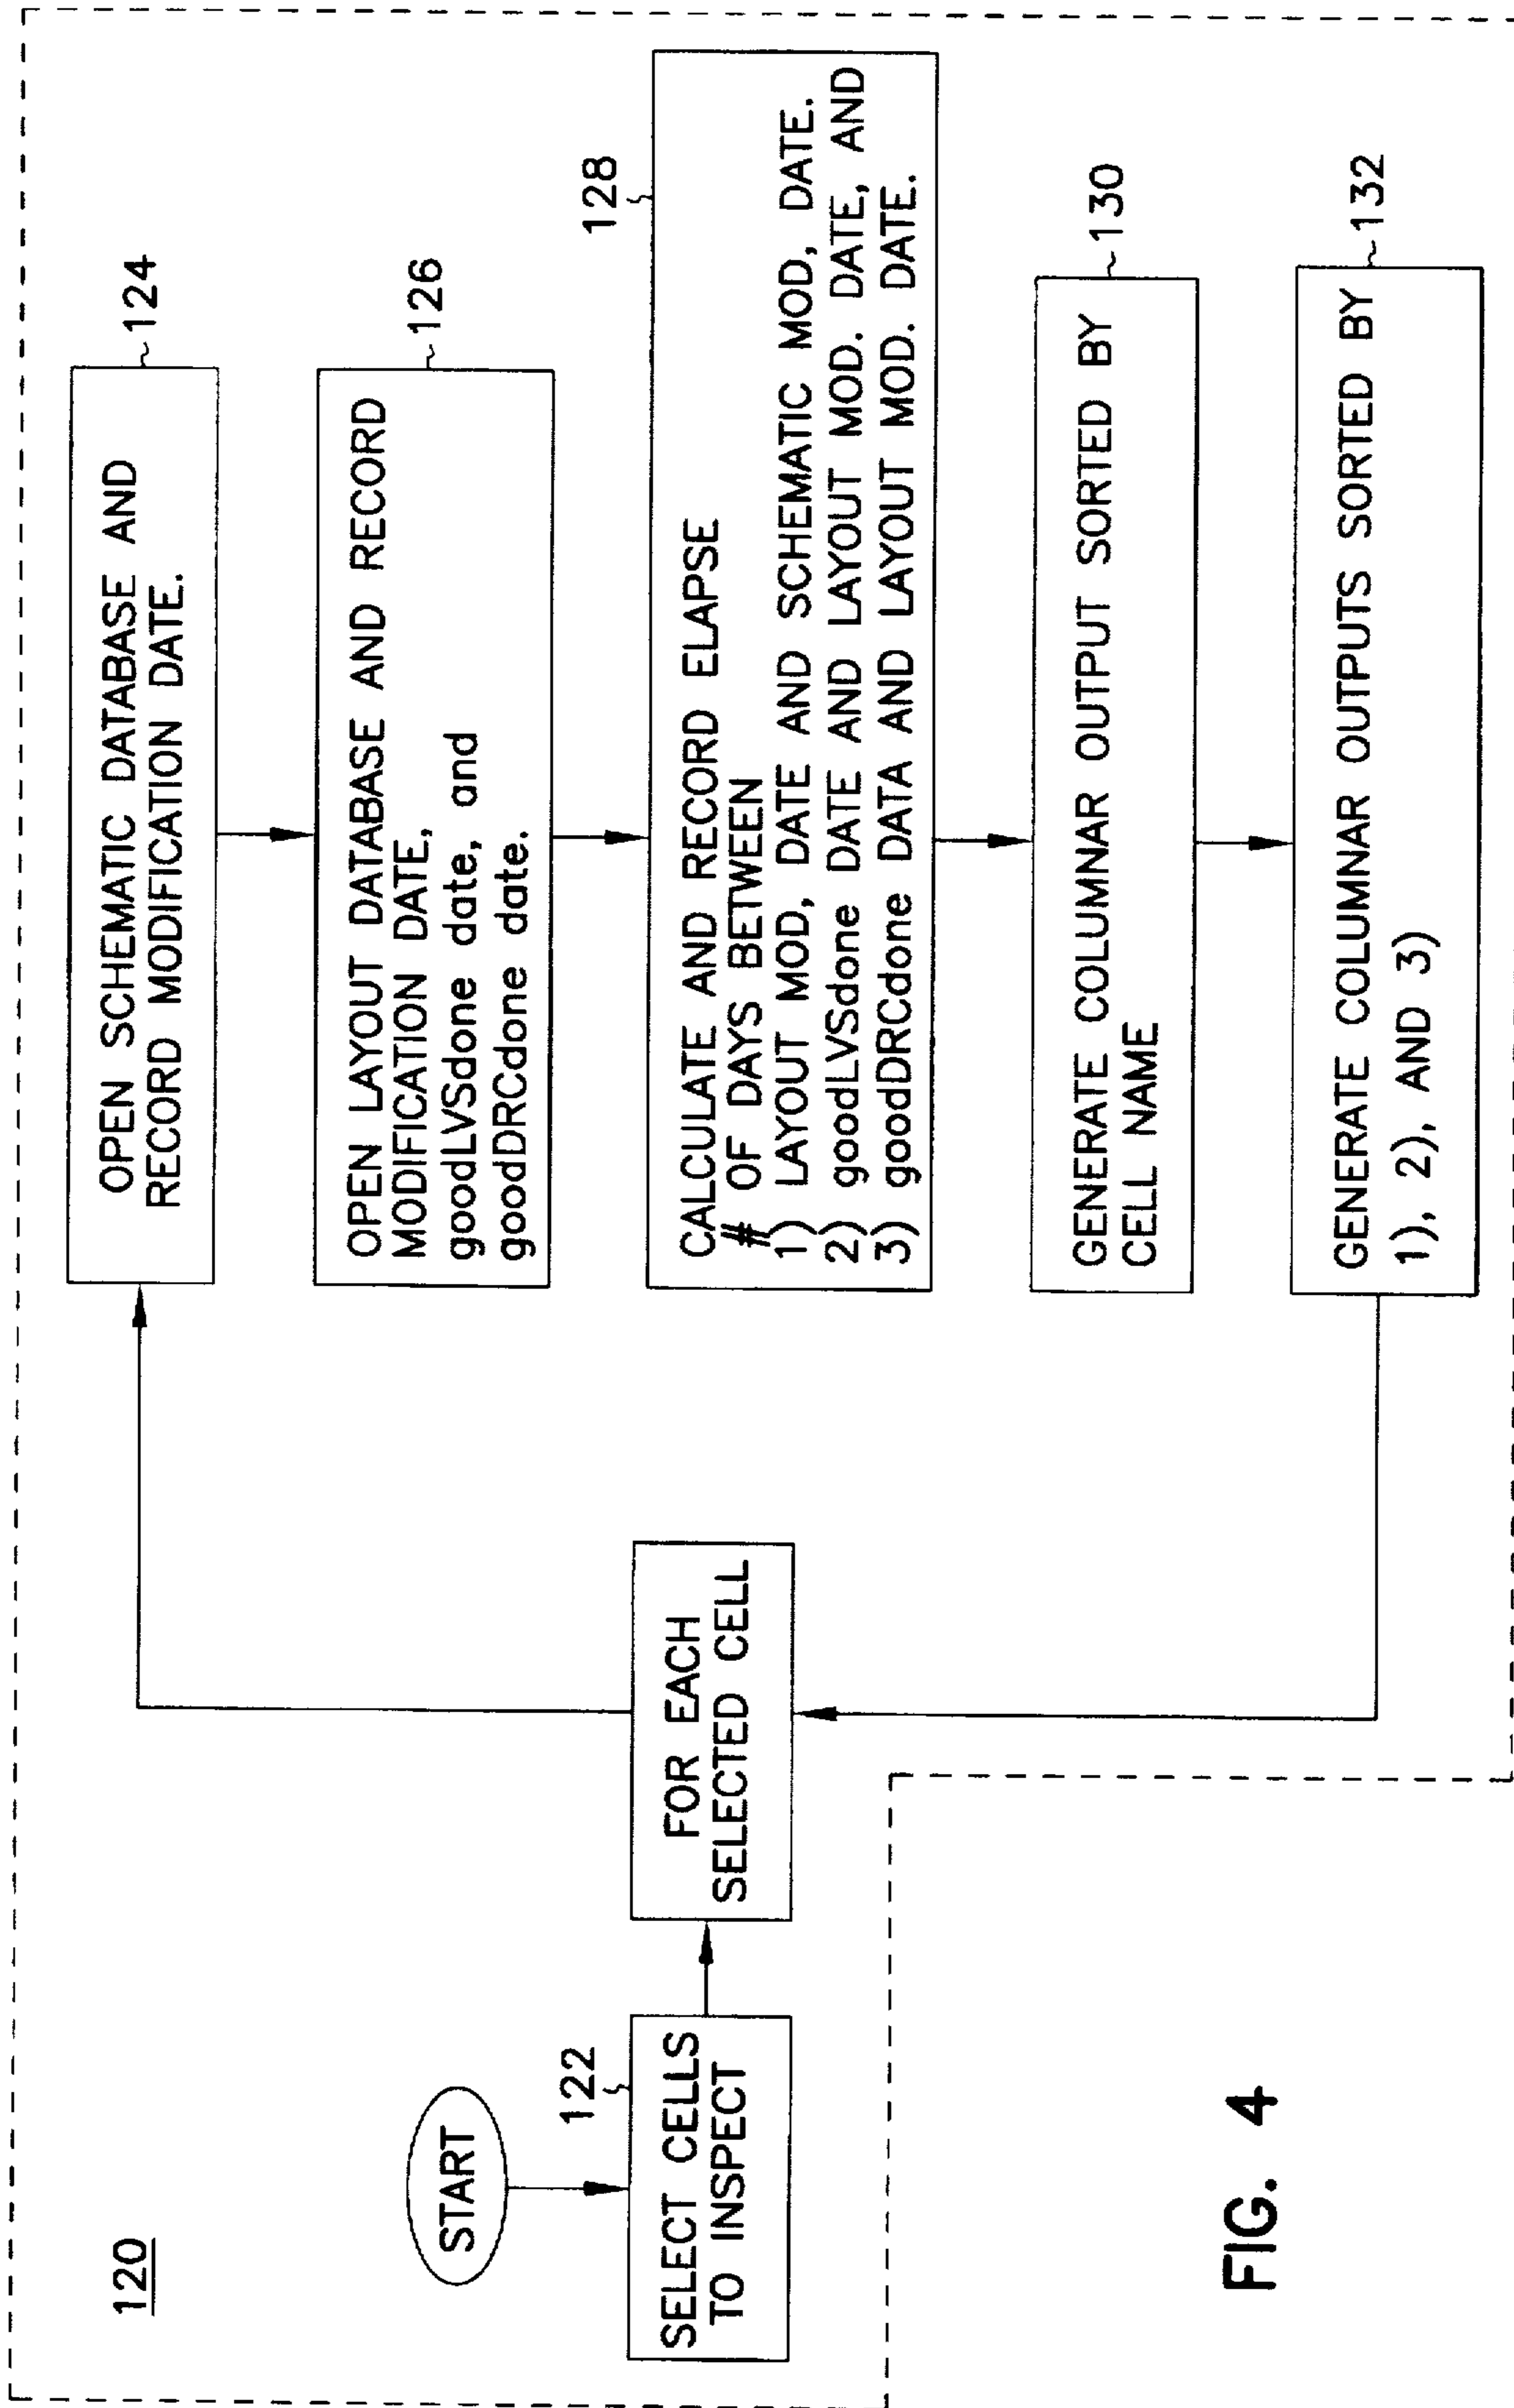 120
START
122
SELECT CELLS
TO INSPECT
FOR EACH
SELECTED CELL
124
OPEN SCHEMATIC DATABASE AND
RECORD MODIFICATION DATE.
126
OPEN LAYOUT DATABASE AND RECORD
MODIFICATION DATE,
goodLVSdone date, and
goodDRCdone date.
128
CALCULATE AND RECORD ELAPSE
# OF DAYS BETWEEN
1) LAYOUT MOD, DATE AND SCHEMATIC MOD, DATE.
2) goodLVSdone DATE AND LAYOUT MOD. DATE, AND
3) goodDRCdone DATA AND LAYOUT MOD. DATE.
130
GENERATE COLUMNAR OUTPUT SORTED BY
CELL NAME
132
GENERATE COLUMNAR OUTPUTS SORTED BY
1), 2), AND 3)
FIG. 4